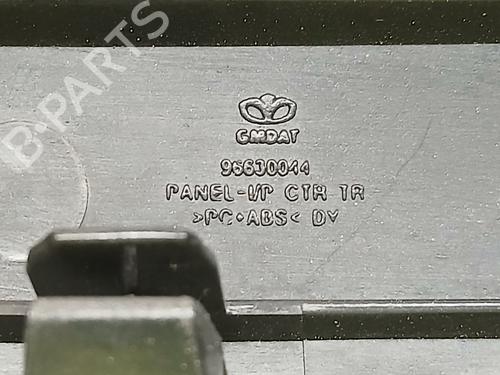 B-PARTS
GMDAT
96630044
PANEL-I/P CTR TR
>PC+ABS< DY